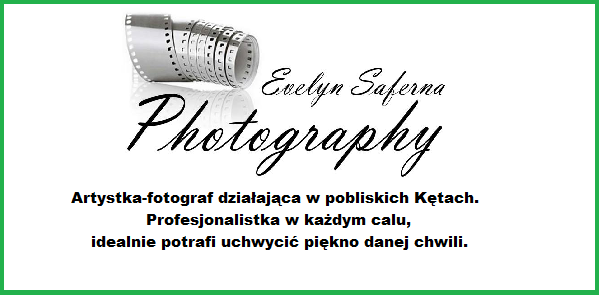 Evelyn Saferna
Photography
Artystka-fotograf działająca w pobliskich Kętach.
Profesjonalistka w każdym calu,
idealnie potrafi uchwycić piękno danej chwili.